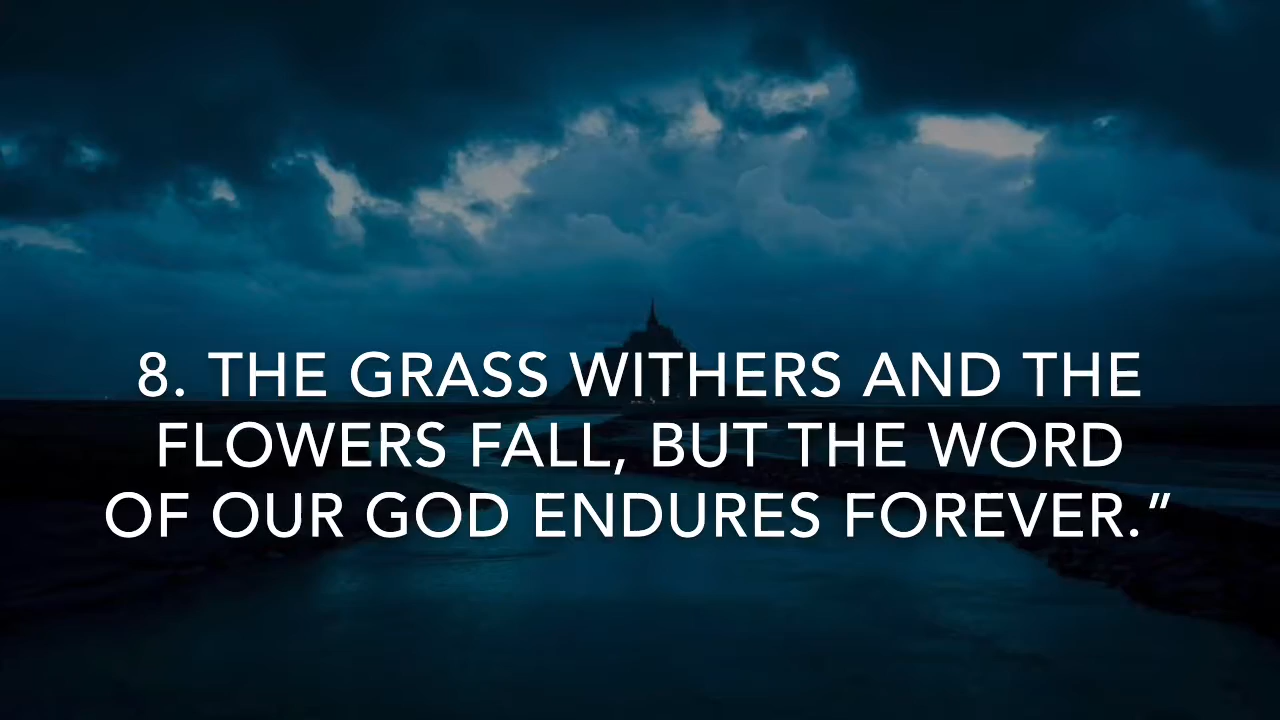 8. THE GRASS WITHERS AND THE
FLOWERS FALL, BUT THE WORD
OF OUR GOD ENDURES FOREVER.”